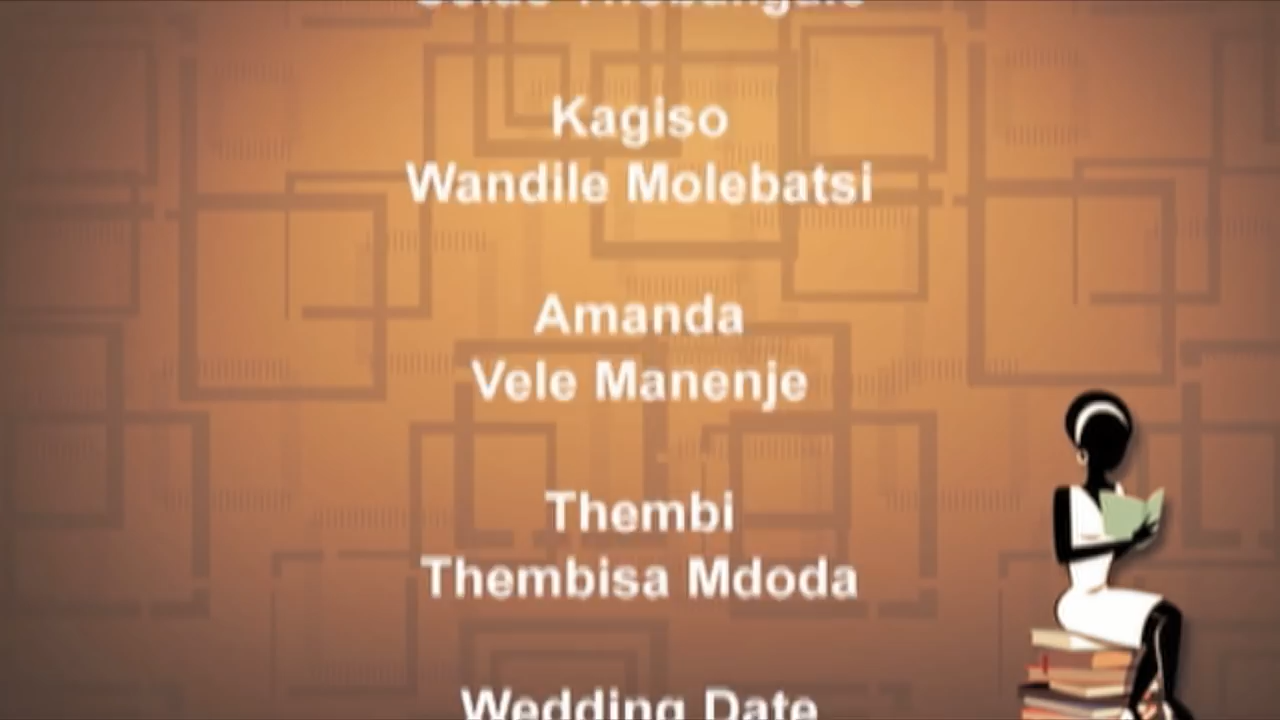 Kagiso
Wandile Molebatsi
Amanda
Vele Manenje
Thembi
Thembisa Mdoda
Wedding Date